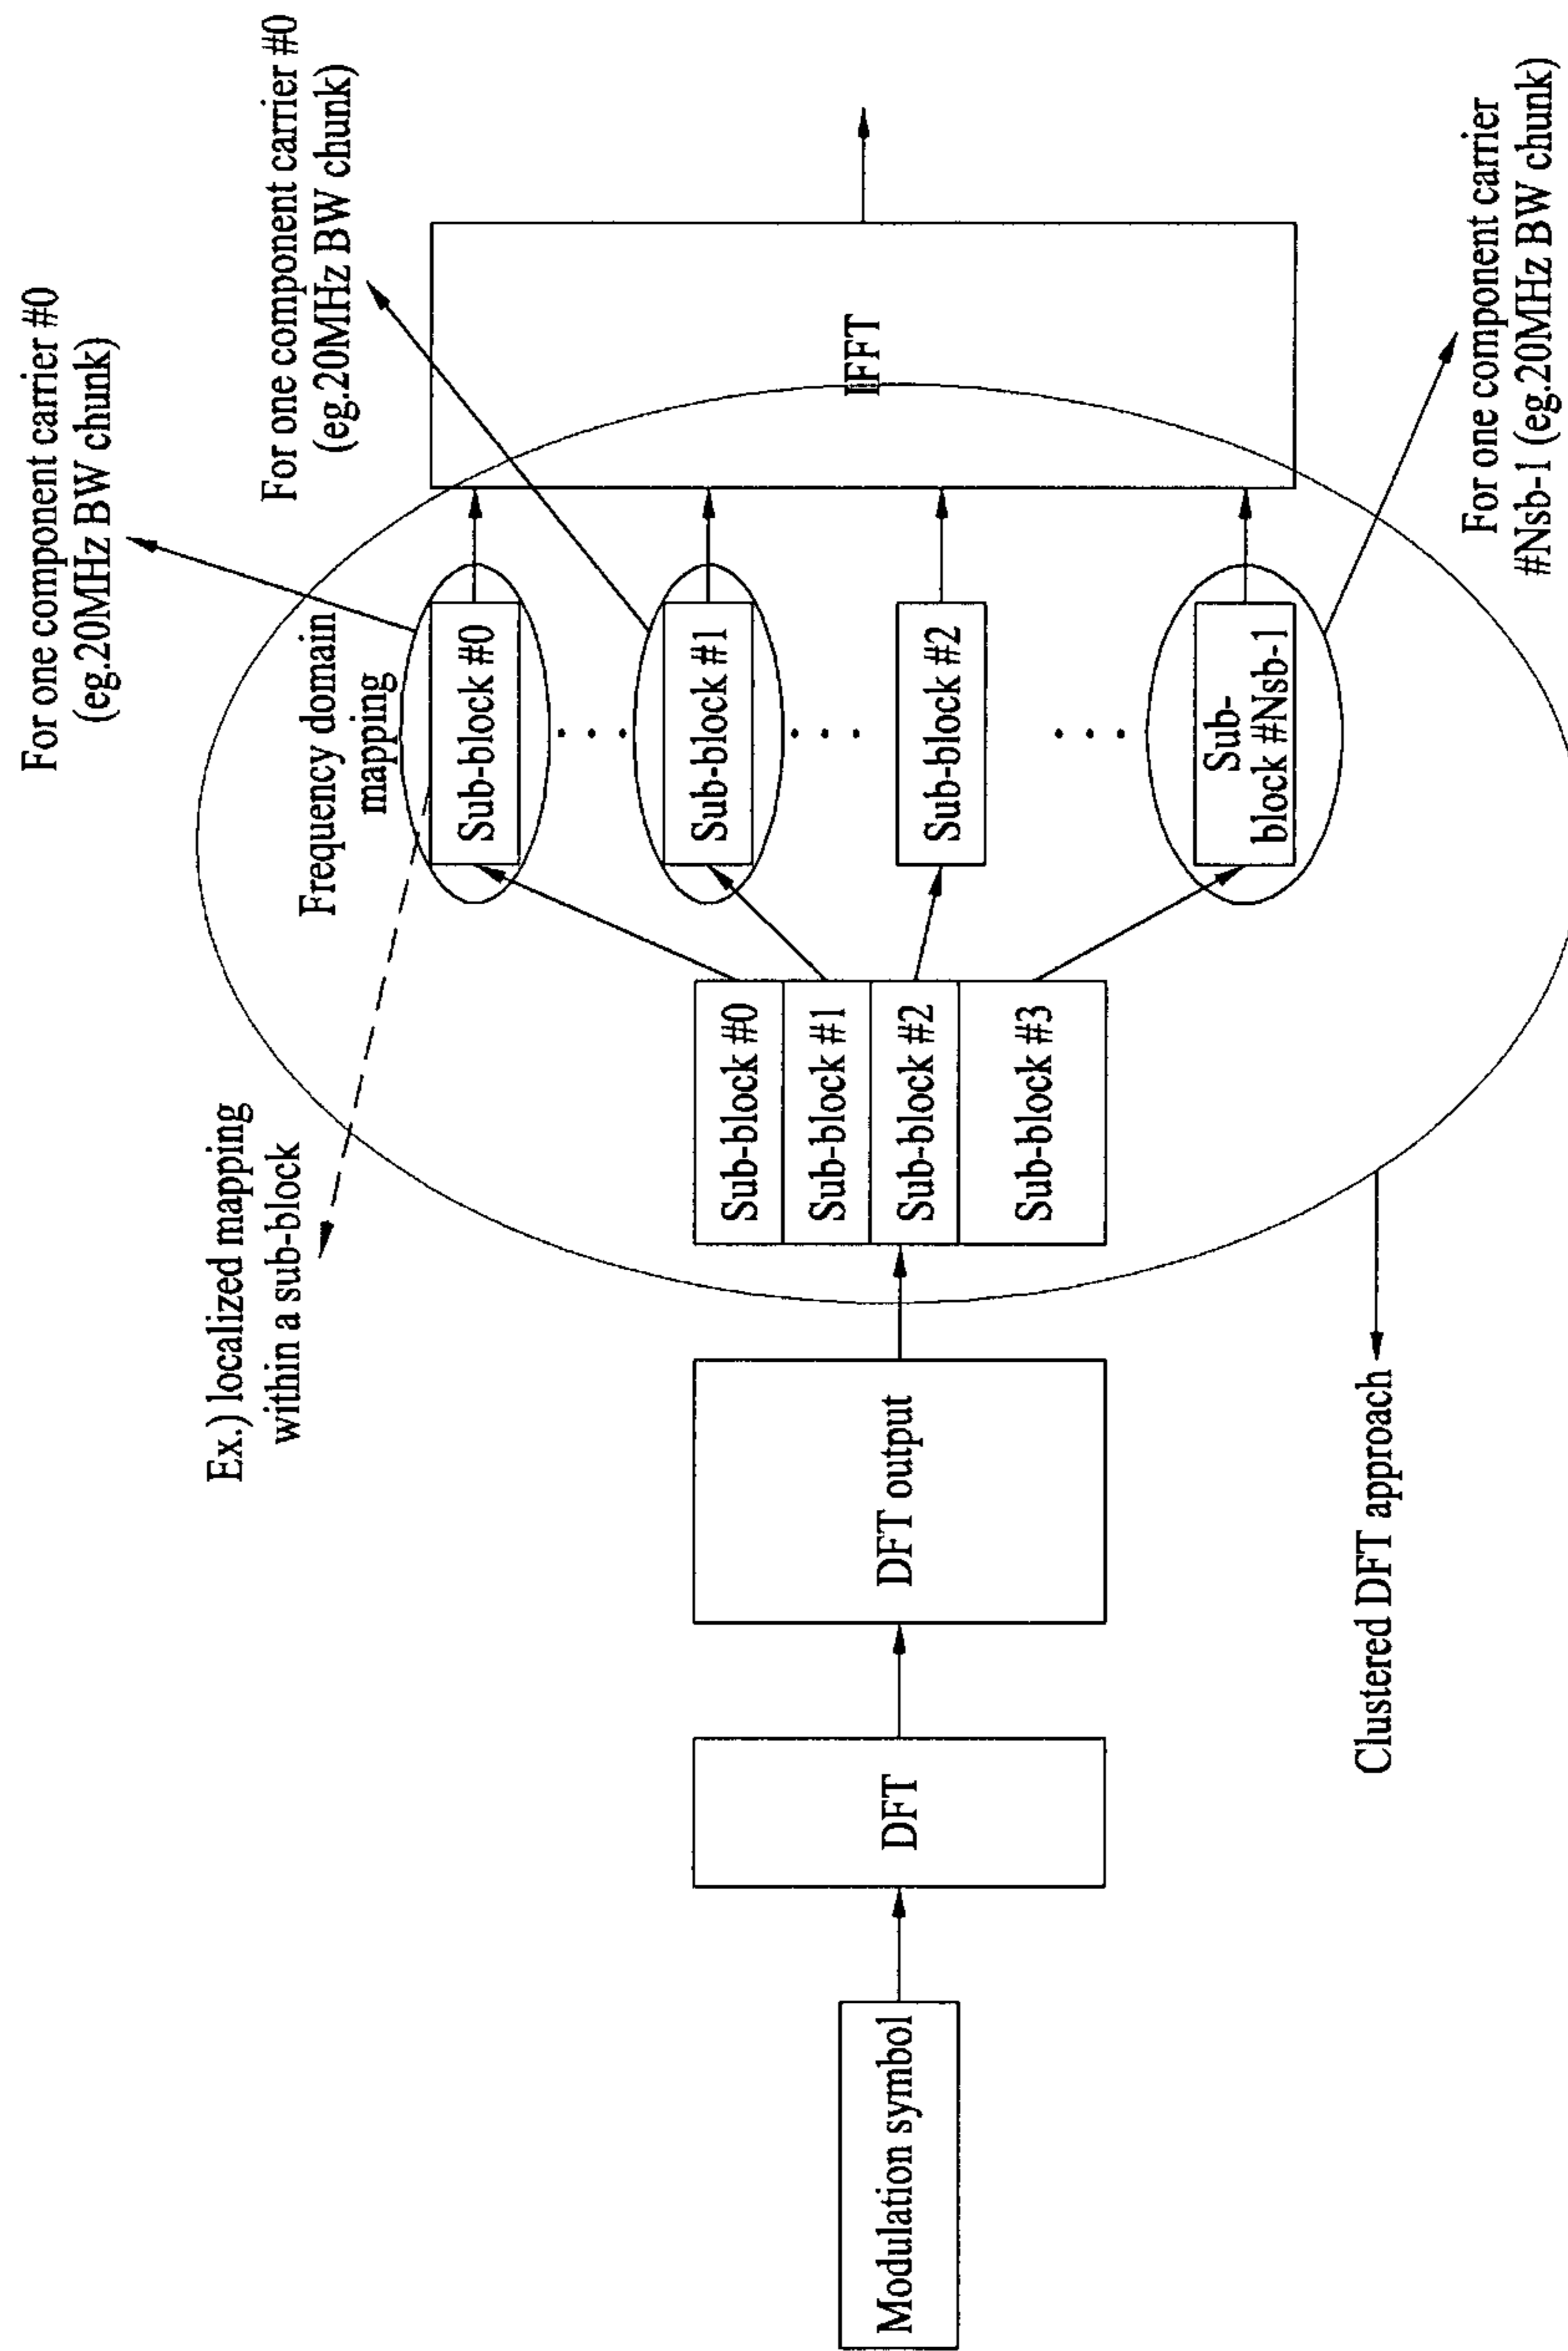 For one component carrier #0
(eg.20MHz BW chunk)
For one component carrier #0
(eg.20MHz BW chunk)
Ex.) localized mapping
within a sub-block
Frequency domain
mapping
Modulation symbol
DFT
DFT output
Sub-block #0
Sub-block #1
Sub-block #2
Sub-block #3
Sub-block #0
Sub-block #1
Sub-block #2
Sub-
block #Nsb-1
IFFT
Clustered DFT approach
For one component carrier
#Nsb-1 (eg.20MHz BW chunk)